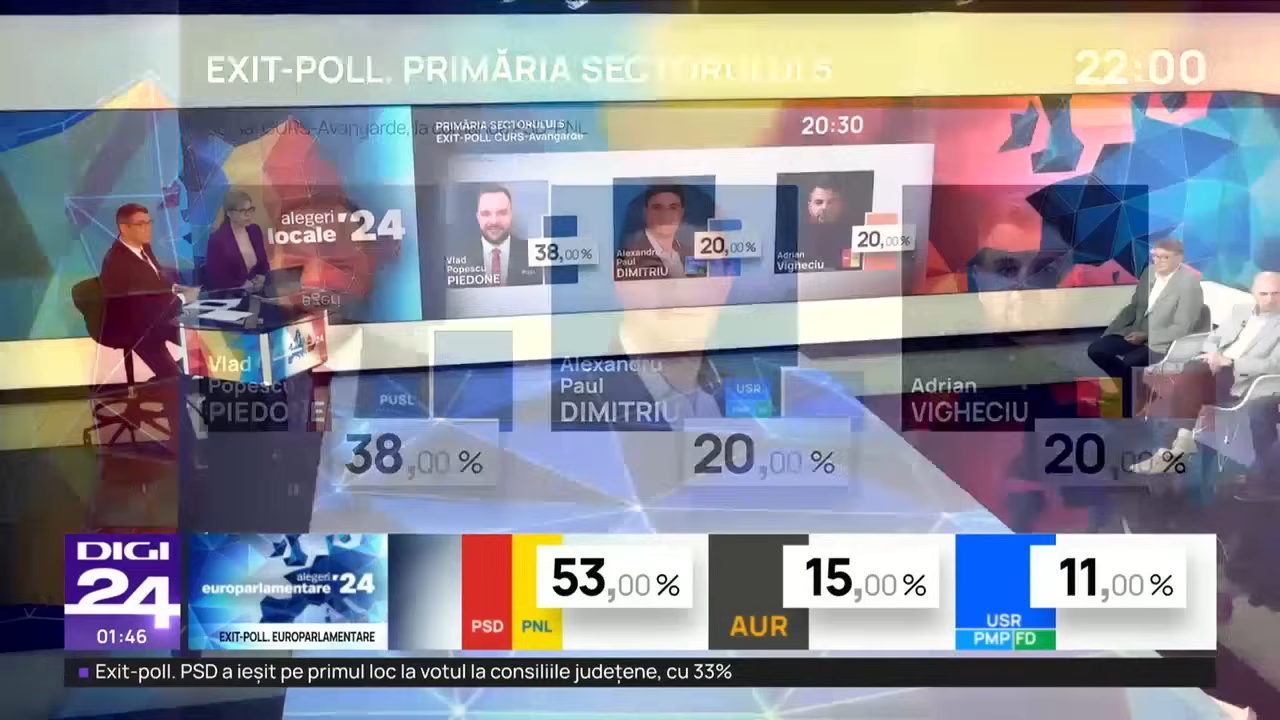 EXIT-POLL. PRIMĂRIA SECTORULUI 5
22:00
CURS-Avangarde, la
PRIMĂRIA SECTORULUI 5
EXIT-POLL CURS-Avangarde
20:30
alegeri
locale '24
Vlad
Popescu
PIEDONE
38,00 %
Alexandru
Paul
DIMITRIU
20,00 %
Adrian
Vigheciu
20,00 %
Vlad
Popescu
PIEDONE
PUSL
38,00 %
Alexandru
Paul
DIMITRIU
USR
20,00 %
Adrian
VIGHECIU
20,00 %
DIGI
24
01:46
alegeri
europarlamentare '24
EXIT-POLL. EUROPARLAMENTARE
PSD
PNL
53,00 %
AUR
15,00 %
USR
PMP FD
11,00 %
Exit-poll. PSD a ieșit pe primul loc la votul la consiliile județene, cu 33%